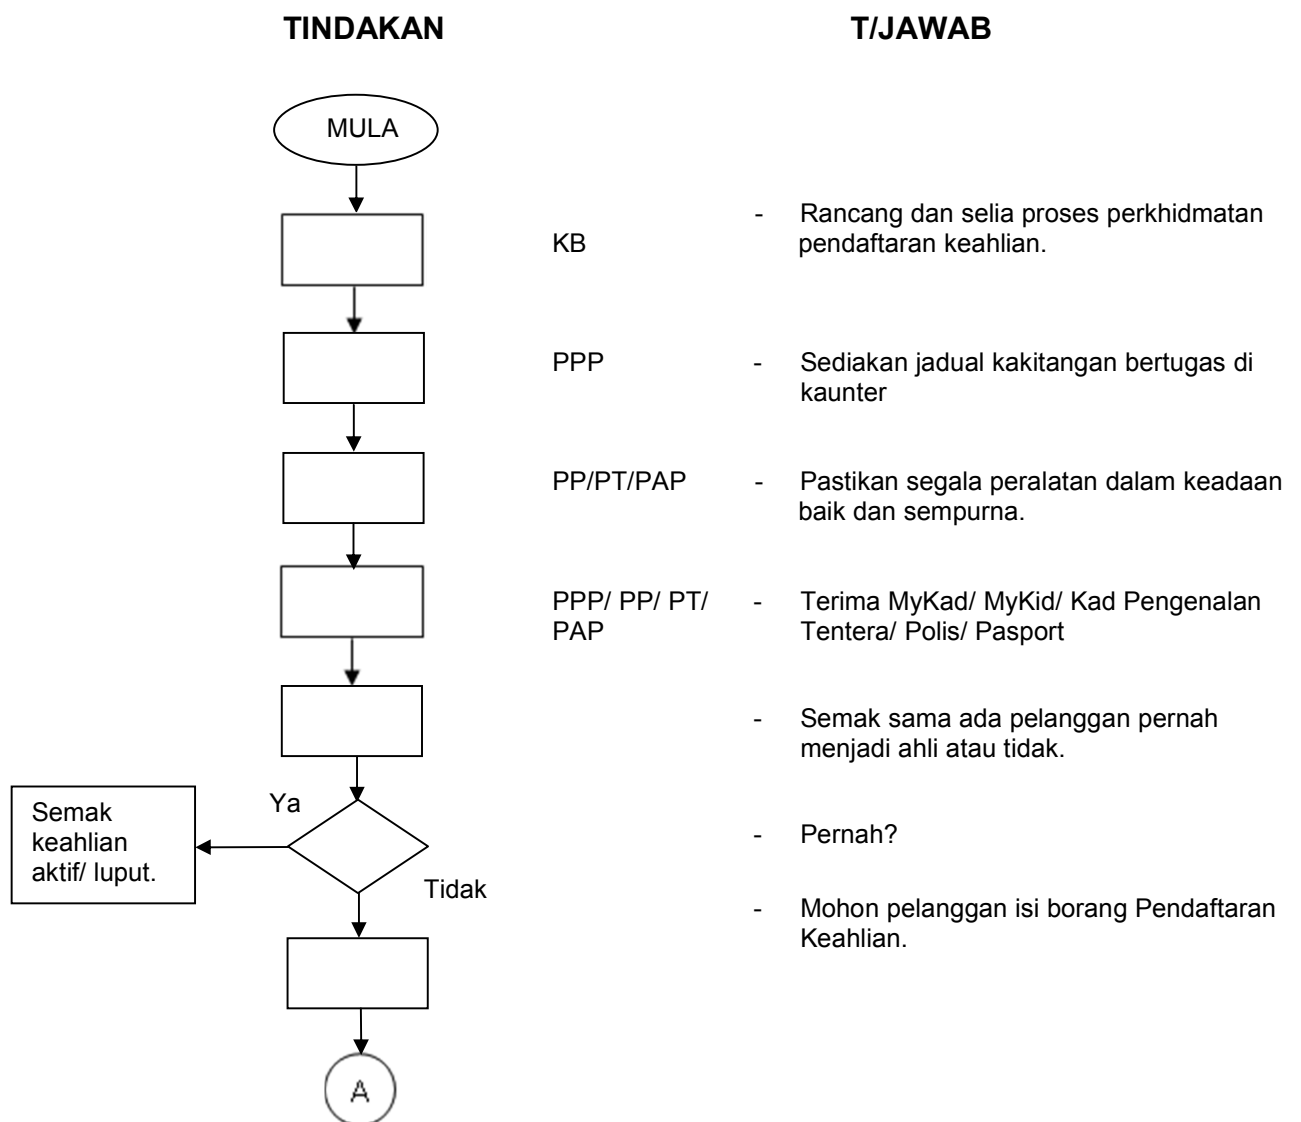 TINDAKAN
T/JAWAB
MULA
KB
- Rancang dan selia proses perkhidmatan
pendaftaran keahlian.
PPP
- Sediakan jadual kakitangan bertugas di
kaunter
PP/PT/PAP
- Pastikan segala peralatan dalam keadaan
baik dan sempurna.
PPP/ PP/ PT/
PAP
- Terima MyKad/ MyKid/ Kad Pengenalan
Tentera/ Polis/ Pasport
- Semak sama ada pelanggan pernah
menjadi ahli atau tidak.
Ya
Semak
keahlian
aktif/ luput.
- Pernah?
Tidak
- Mohon pelanggan isi borang Pendaftaran
Keahlian.
A